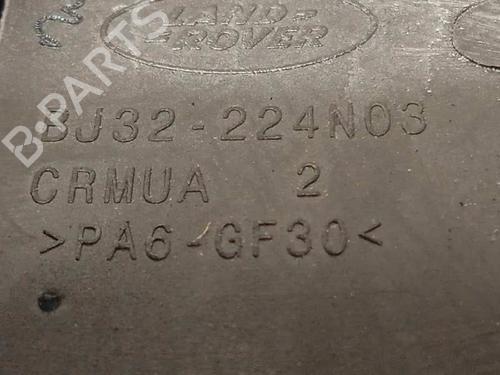 LAND-
ROVER
B-PARTS
BJ32-224N03
CRMUA 2
>PA6-GF30<